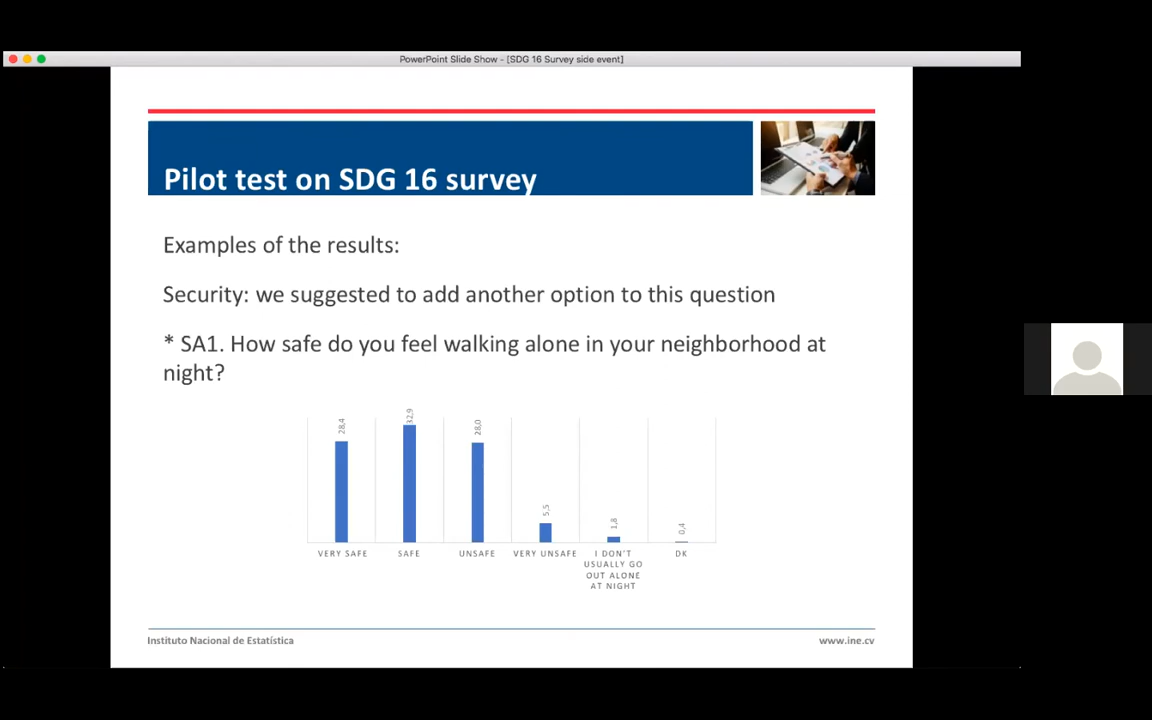 PowerPoint Slide Show - [SDG 16 Survey side event]
Pilot test on SDG 16 survey
Examples of the results:
Security: we suggested to add another option to this question
* SA1. How safe do you feel walking alone in your neighborhood at
night?
28,4
32,9
28,0
5,5
1,8
0,4
VERY SAFE
SAFE
UNSAFE
VERY UNSAFE
I DON'T
USUALLY GO
OUT ALONE
AT NIGHT
DK
Instituto Nacional de Estatística
www.ine.cv